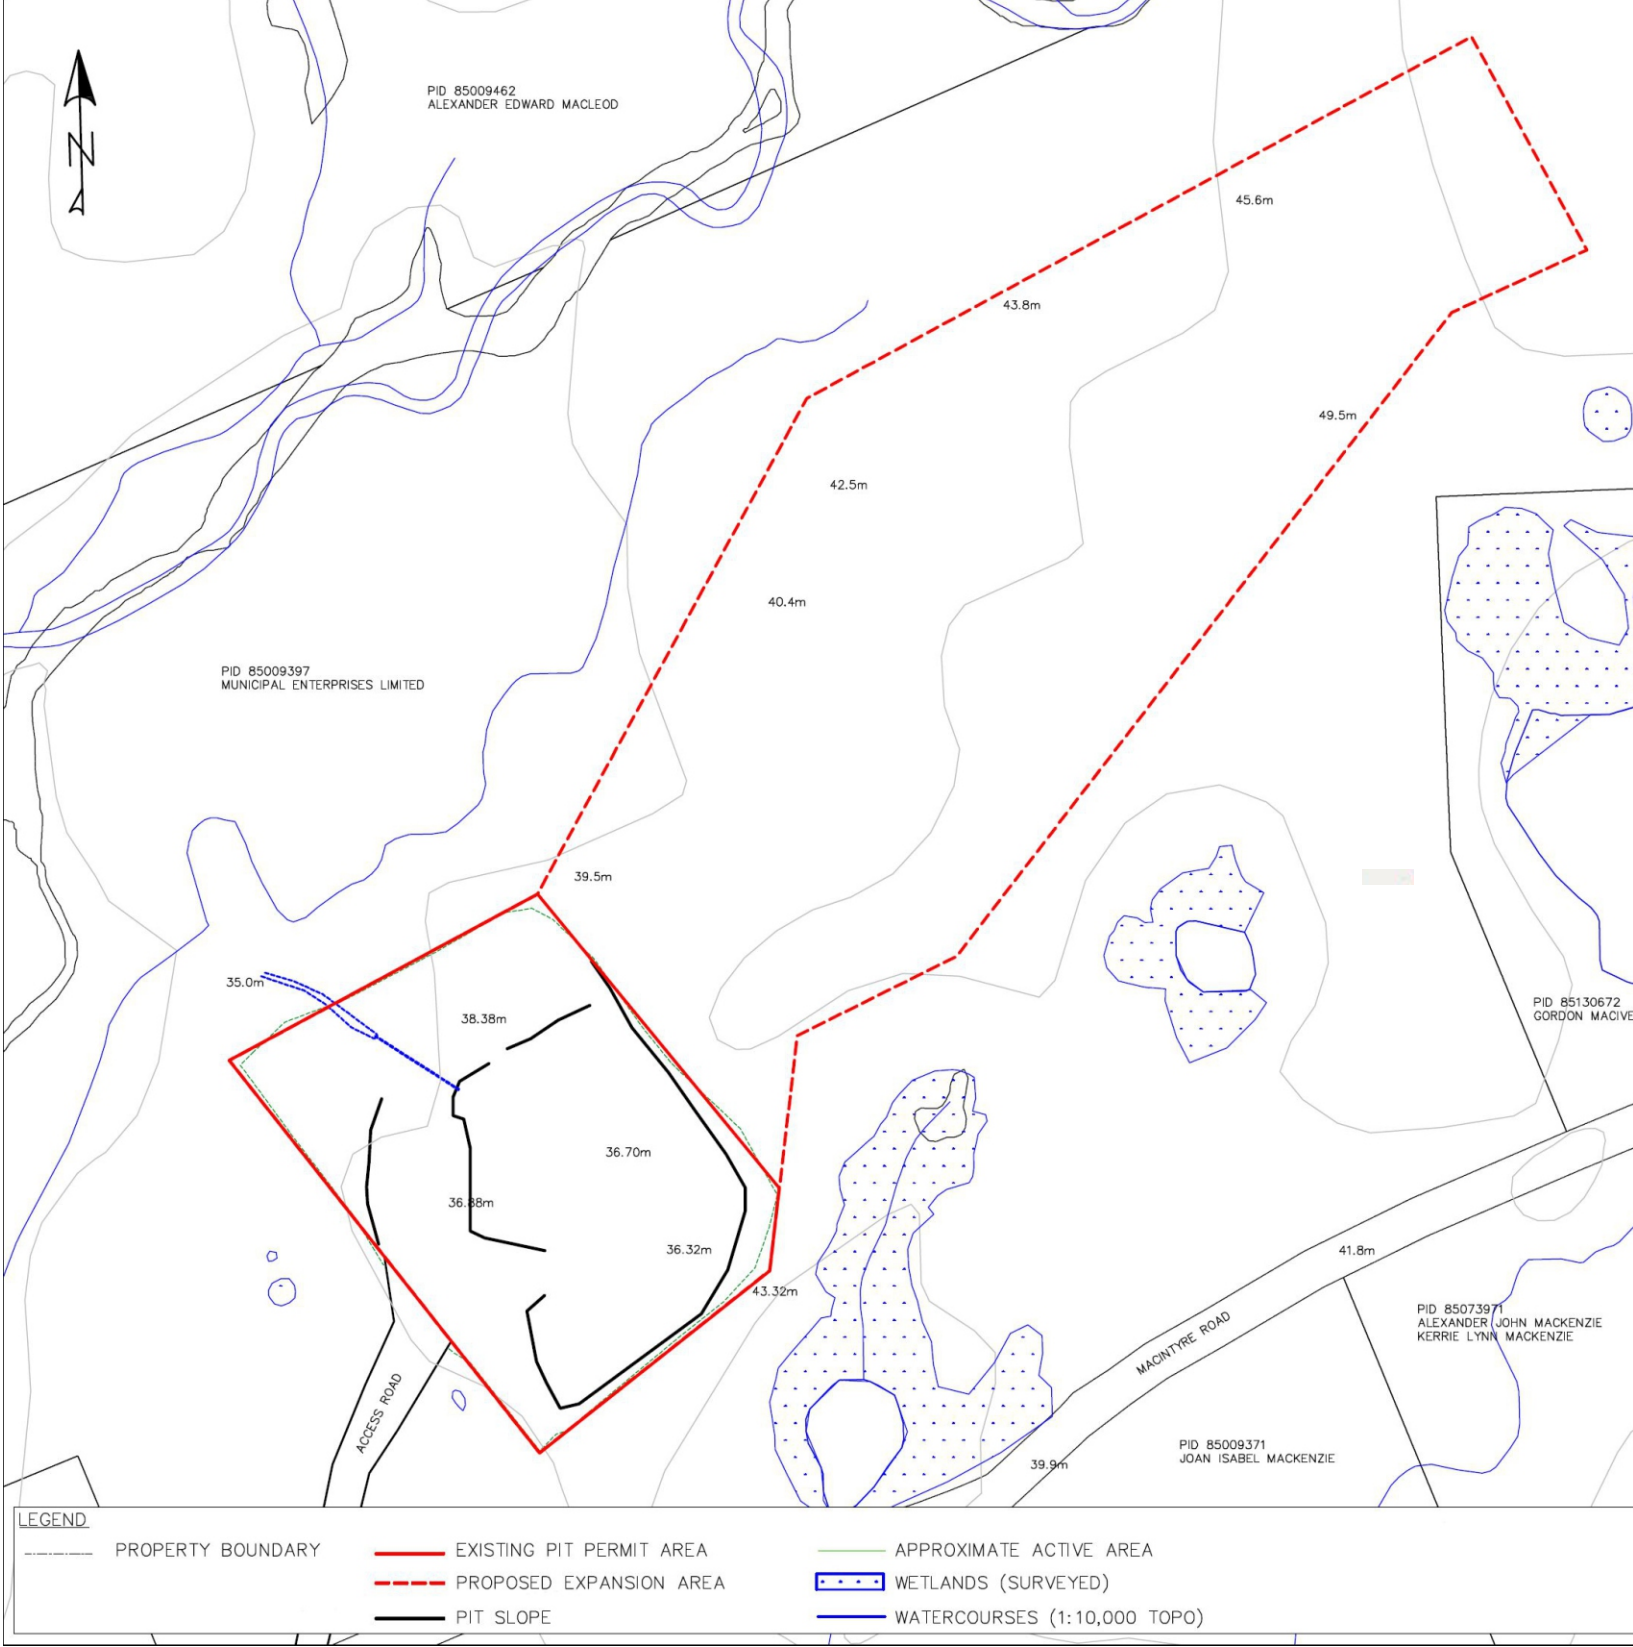 PID 85009462
ALEXANDER EDWARD MACLEOD
N
45.6m
43.8m
49.5m
42.5m
40.4m
PID 85009397
MUNICIPAL ENTERPRISES LIMITED
39.5m
35.0m
38.38m
PID 85130672
GORDON MACIVE
36.70m
36.88m
36.32m
43.32m
41.8m
MACINTYRE ROAD
PID 85073971
ALEXANDER JOHN MACKENZIE
KERRIE LYNN MACKENZIE
ACCESS ROAD
PID 85009371
JOAN ISABEL MACKENZIE
39.9m
LEGEND
PROPERTY BOUNDARY
EXISTING PIT PERMIT AREA
PROPOSED EXPANSION AREA
PIT SLOPE
APPROXIMATE ACTIVE AREA
WETLANDS (SURVEYED)
WATERCOURSES (1:10,000 TOPO)